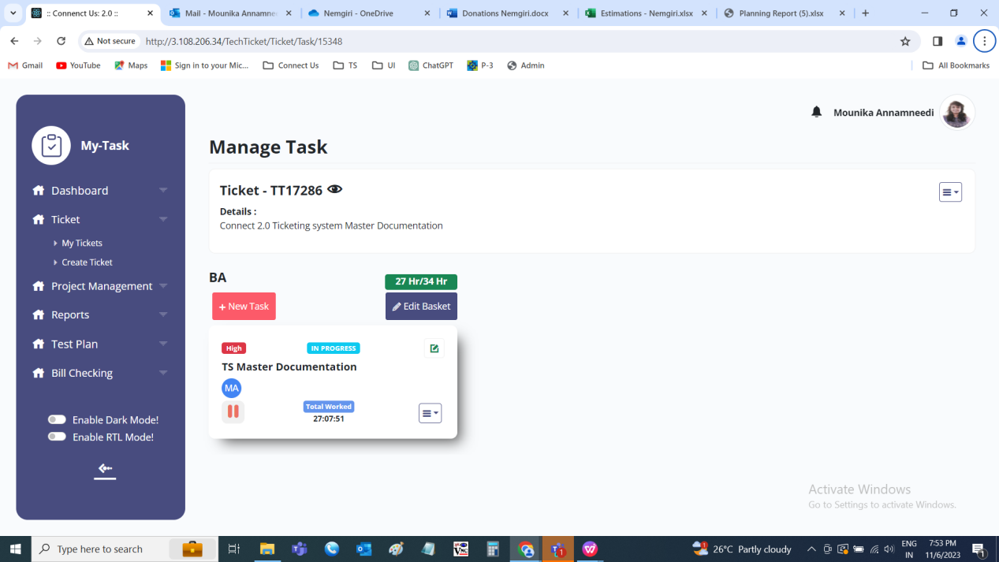 :: Connenct Us: 2.0 ::
Mail - Mounika Annamne
Nemgiri - OneDrive
Donations Nemgiri.docx
Estimations - Nemgiri.xlsx
Planning Report (5).xlsx
Not secure
http://3.108.206.34/TechTicket/Ticket/Task/15348
Gmail
YouTube
Maps
Sign in to your Mic...
Connect Us
TS
UI
ChatGPT
P-3
Admin
All Bookmarks
Mounika Annamneedi
My-Task
Dashboard
Ticket
My Tickets
Create Ticket
Project Management
Reports
Test Plan
Bill Checking
Enable Dark Mode!
Enable RTL Mode!
Manage Task
Ticket - TT17286
Details :
Connect 2.0 Ticketing system Master Documentation
BA
27 Hr/34 Hr
+ New Task
Edit Basket
High
IN PROGRESS
TS Master Documentation
MA
Total Worked
27:07:51
Activate Windows
Go to Settings to activate Windows.
Type here to search
1
1
26°C Partly cloudy
ENG
IN
7:53 PM
11/6/2023
1